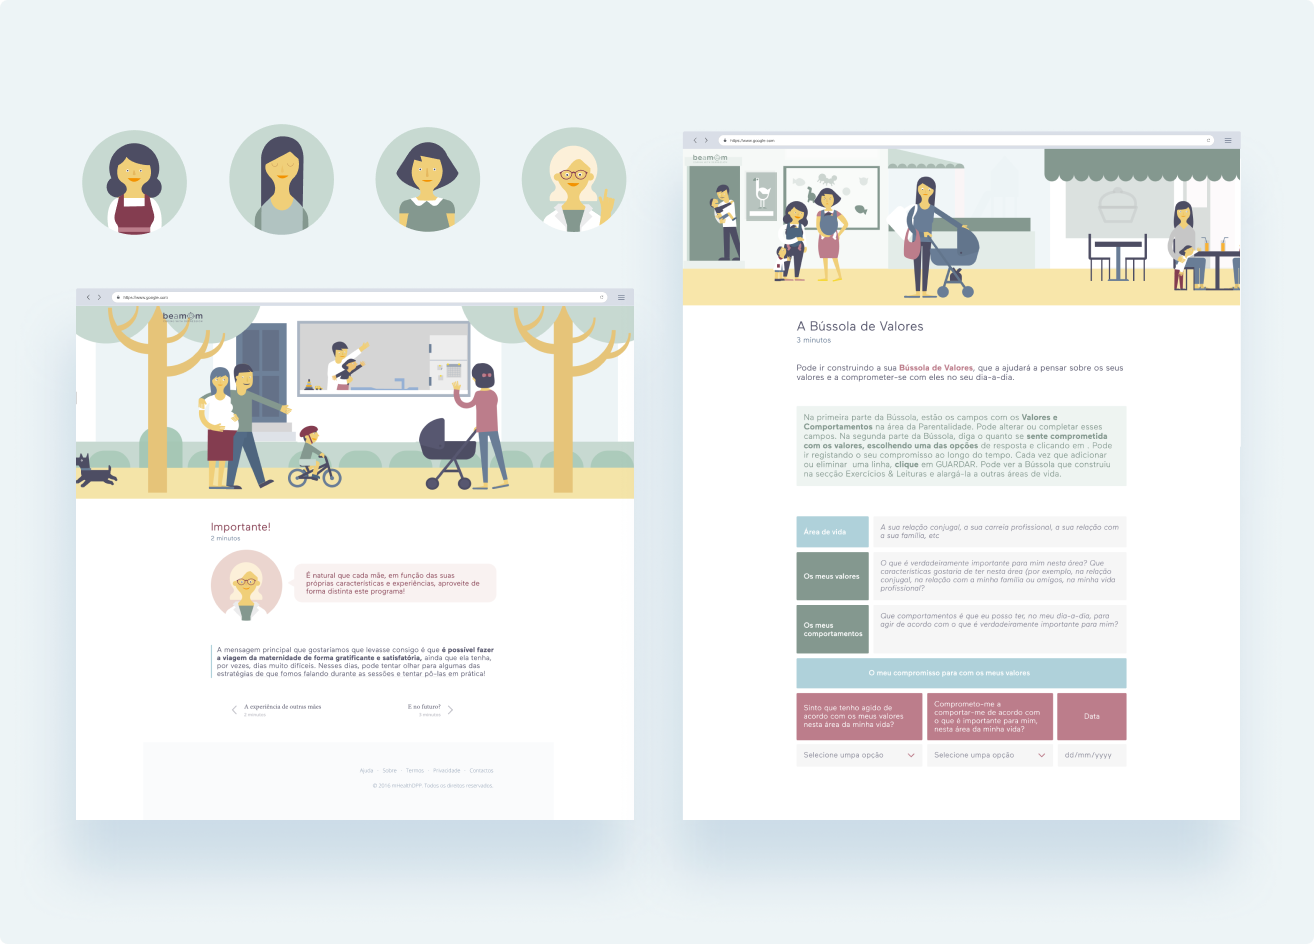 https://www.google.com
beamom
Importante!
2 minutos
É natural que cada mãe, em função das suas
próprias características e experiências, aproveite de
forma distinta este programa!
A mensagem principal que gostaríamos que levasse consigo é que é possível fazer
a viagem da maternidade de forma gratificante e satisfatória, ainda que ela tenha,
por vezes, dias muito difíceis. Nesses dias, pode tentar olhar para algumas das
estratégias de que fomos falando durante as sessões e tentar pô-las em prática!
A experiência de outras mães
E no futuro?
3 minutos
Ajuda · Sobre · Termos · Privacidade · Contactos
© 2016 mHealthOPP. Todos os direitos reservados.
https://www.google.com
beamom
A Bússola de Valores
3 minutos
Pode ir construindo a sua Bússola de Valores, que a ajudará a pensar sobre os seus
valores e a comprometer-se com eles no seu dia-a-dia.
Na primeira parte da Bússola, estão os campos com os Valores e
Comportamentos na área da Parentalidade. Pode alterar ou completar esses
campos. Na segunda parte da Bússola, diga o quanto se sente comprometida
com os valores, escolhendo uma das opções de resposta e clicando em . Pode
ir registando o seu compromisso ao longo do tempo. Cada vez que adicionar
ou eliminar uma linha, clique em GUARDAR. Pode ver a Bússola que construiu
na secção Exercícios & Leituras e alargá-la a outras áreas de vida.
Área de vida
A sua relação conjugal, a sua carreia profissional, a sua relação com
a sua família, etc
Os meus valores
O que é verdadeiramente importante para mim nesta área? Que
características gostaria de ter nesta área (por exemplo, na relação
conjugal, na relação com a minha família ou amigos, na minha vida
profissional?
Os meus
comportamentos
Que comportamentos é que eu posso ter, no meu dia-a-dia, para
agir de acordo com o que é verdadeiramente importante para mim?
O meu compromisso para com os meus valores
Sinto que tenho agido de
acordo com os meus valores
nesta área da minha vida?
Comprometo-me a
comportar-me de acordo com
o que é importante para mim,
nesta área da minha vida?
Data
Selecione umpa opção
Selecione umpa opção
dd/mm/yyyy